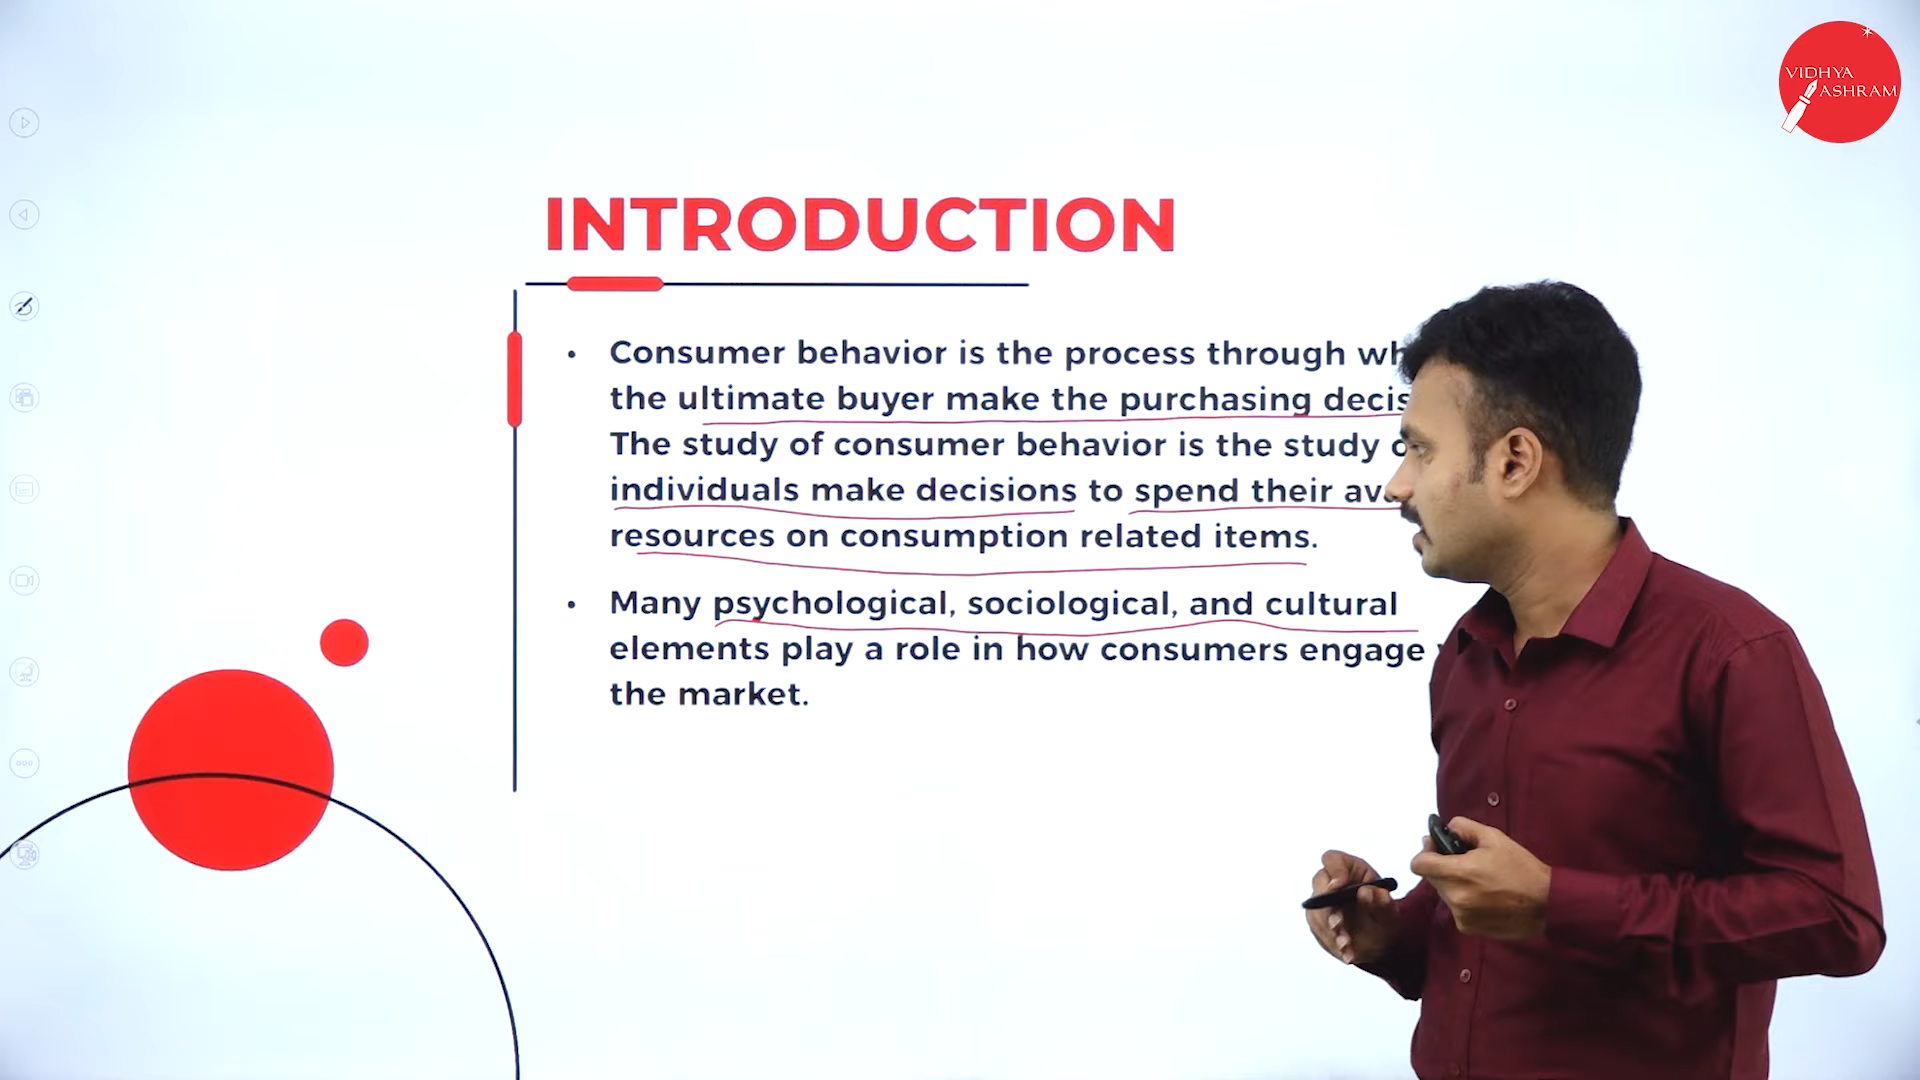 VIDHYA
ASHRAM
INTRODUCTION
• Consumer behavior is the process through
the ultimate buyer make the purchasing
The study of consumer behavior is the study
individuals make decisions to spend their
resources on consumption related items.
• Many psychological, sociological, and cultural
elements play a role in how consumers engage
the market.